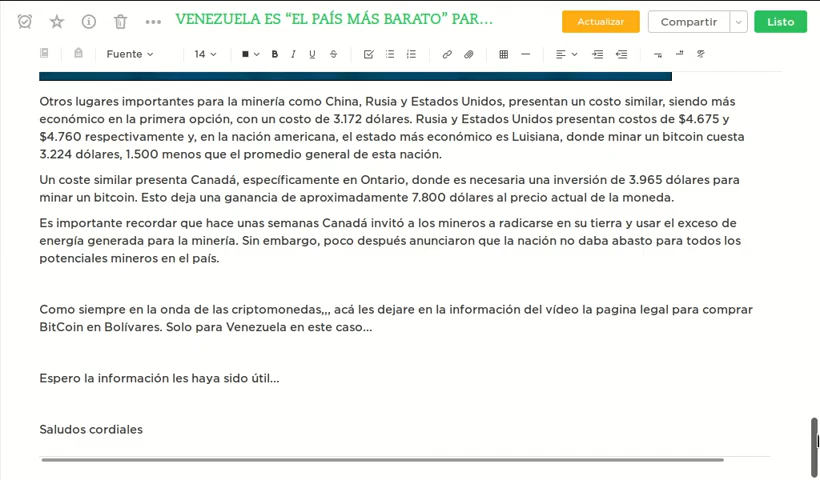 VENEZUELA ES “EL PAÍS MÁS BARATO” PAR...
Actualizar
Compartir
Listo
Fuente
14
B I U S
Otros lugares importantes para la minería como China, Rusia y Estados Unidos, presentan un costo similar, siendo más
económico en la primera opción, con un costo de 3.172 dólares. Rusia y Estados Unidos presentan costos de $4.675 y
$4.760 respectivamente y, en la nación americana, el estado más económico es Luisiana, donde minar un bitcoin cuesta
3.224 dólares, 1.500 menos que el promedio general de esta nación.
Un coste similar presenta Canadá, específicamente en Ontario, donde es necesaria una inversión de 3.965 dólares para
minar un bitcoin. Esto deja una ganancia de aproximadamente 7.800 dólares al precio actual de la moneda.
Es importante recordar que hace unas semanas Canadá invitó a los mineros a radicarse en su tierra y usar el exceso de
energía generada para la minería. Sin embargo, poco después anunciaron que la nación no daba abasto para todos los
potenciales mineros en el país.
Como siempre en la onda de las criptomonedas,,, acá les dejare en la información del vídeo la pagina legal para comprar
BitCoin en Bolívares. Solo para Venezuela en este caso...
Espero la información les haya sido útil...
Saludos cordiales